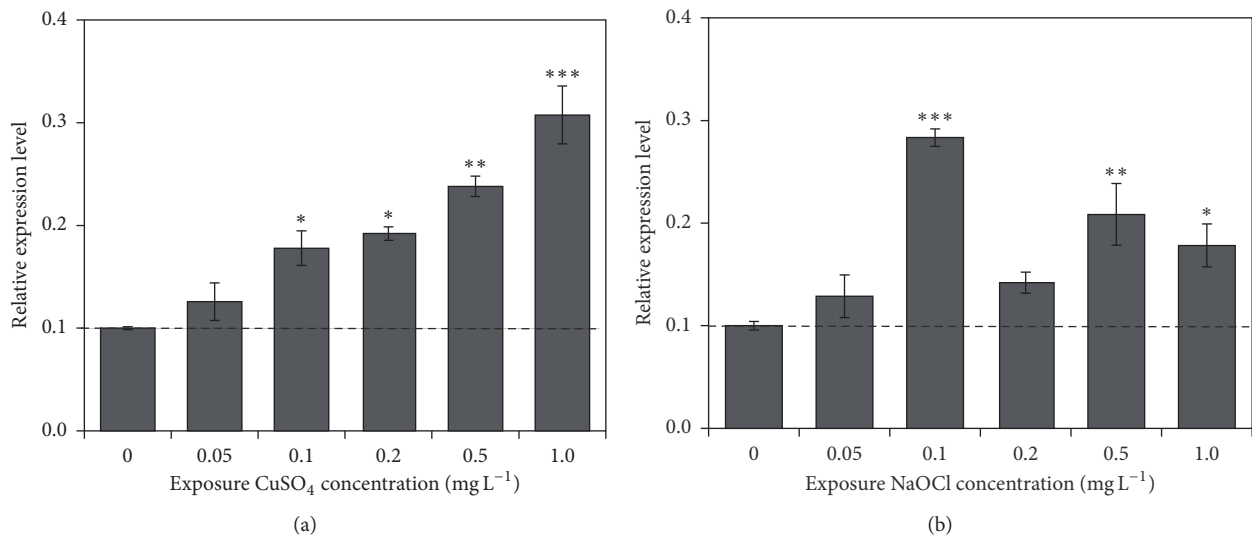 0.4
0.3
0.2
0.1
0.0
Relative expression level
*
*
**
***
0 0.05 0.1 0.2 0.5 1.0
Exposure CuSO₄ concentration (mg L⁻¹)
(a)
0.4
0.3
0.2
0.1
0.0
Relative expression level
***
**
*
0 0.05 0.1 0.2 0.5 1.0
Exposure NaOCl concentration (mg L⁻¹)
(b)